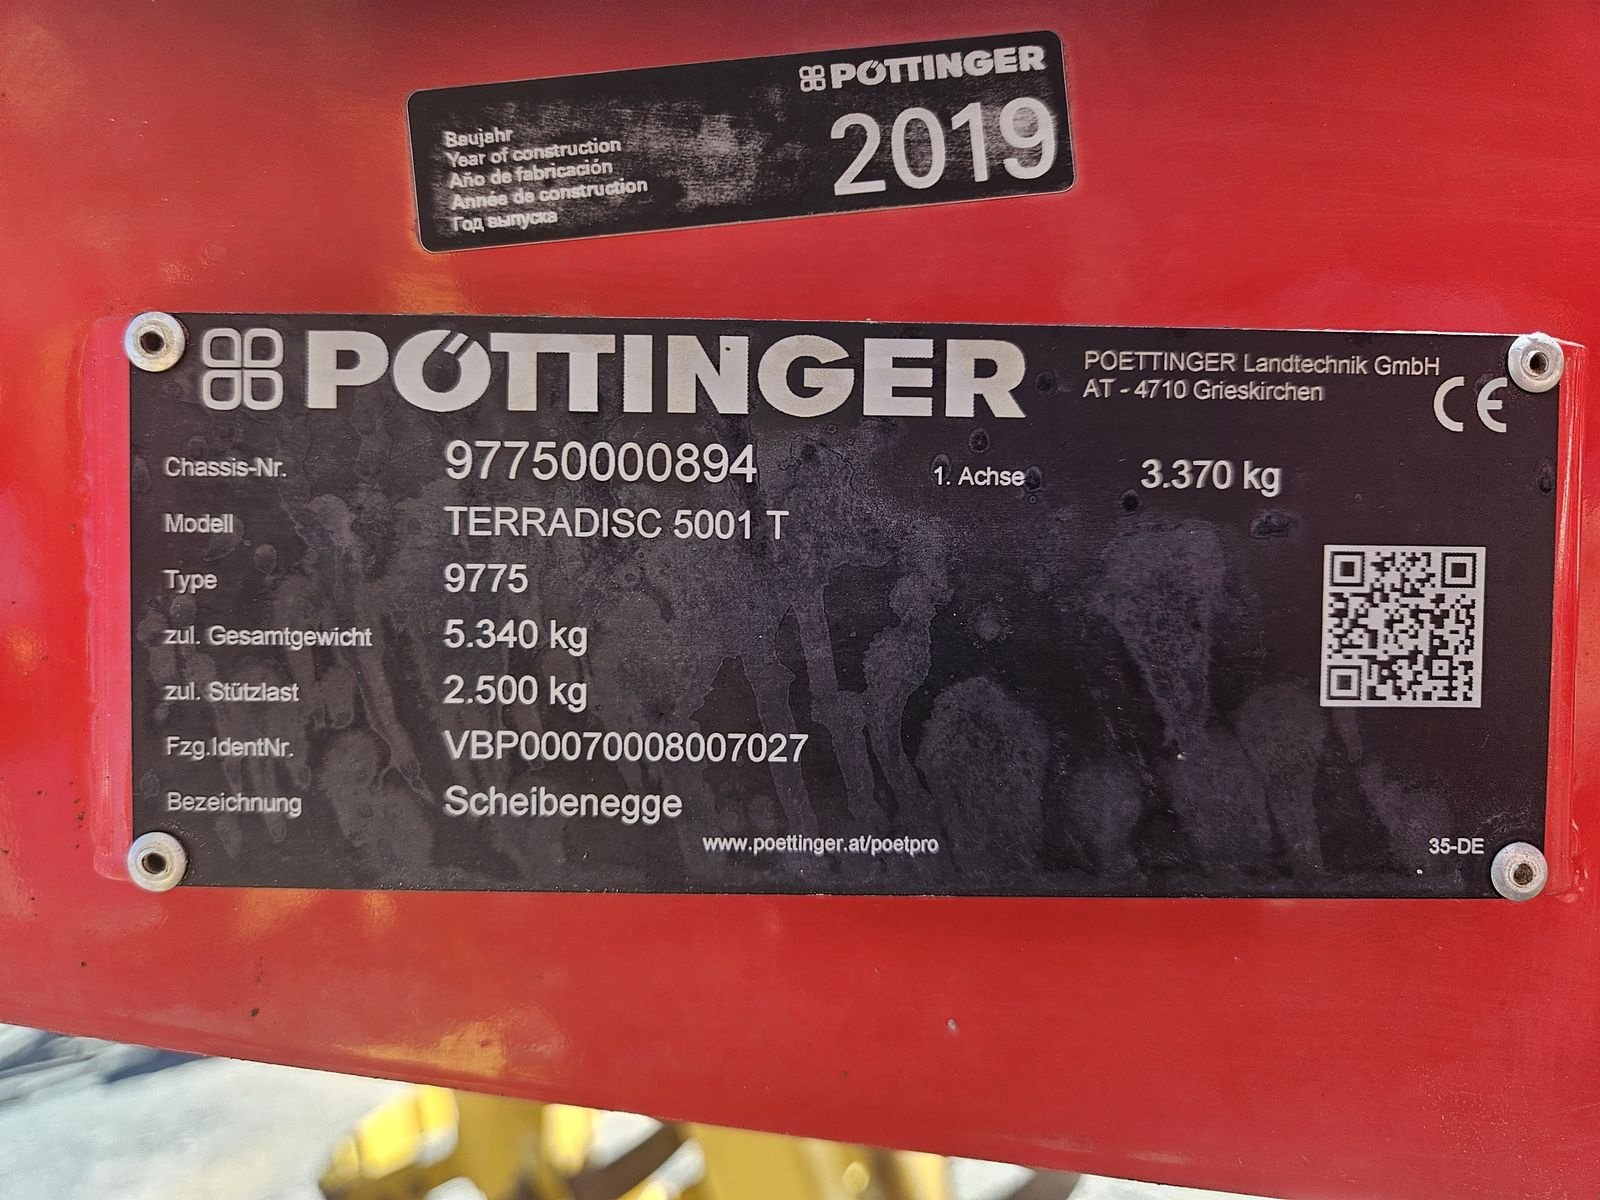 PÖTTINGER
2019
Baujahr
Year of construction
Año de fabricación
Année de construction
Год выпуска
PÖTTINGER
POETTINGER Landtechnik GmbH
AT - 4710 Grieskirchen
CE
Chassis-Nr. 97750000894 1. Achse 3.370 kg
Modell TERRADISC 5001 T
Type 9775
zul. Gesamtgewicht 5.340 kg
zul. Stützlast 2.500 kg
Fzg.IdentNr. VBP00070008007027
Bezeichnung Scheibenegge
www.poettinger.at/poetpro
35-DE